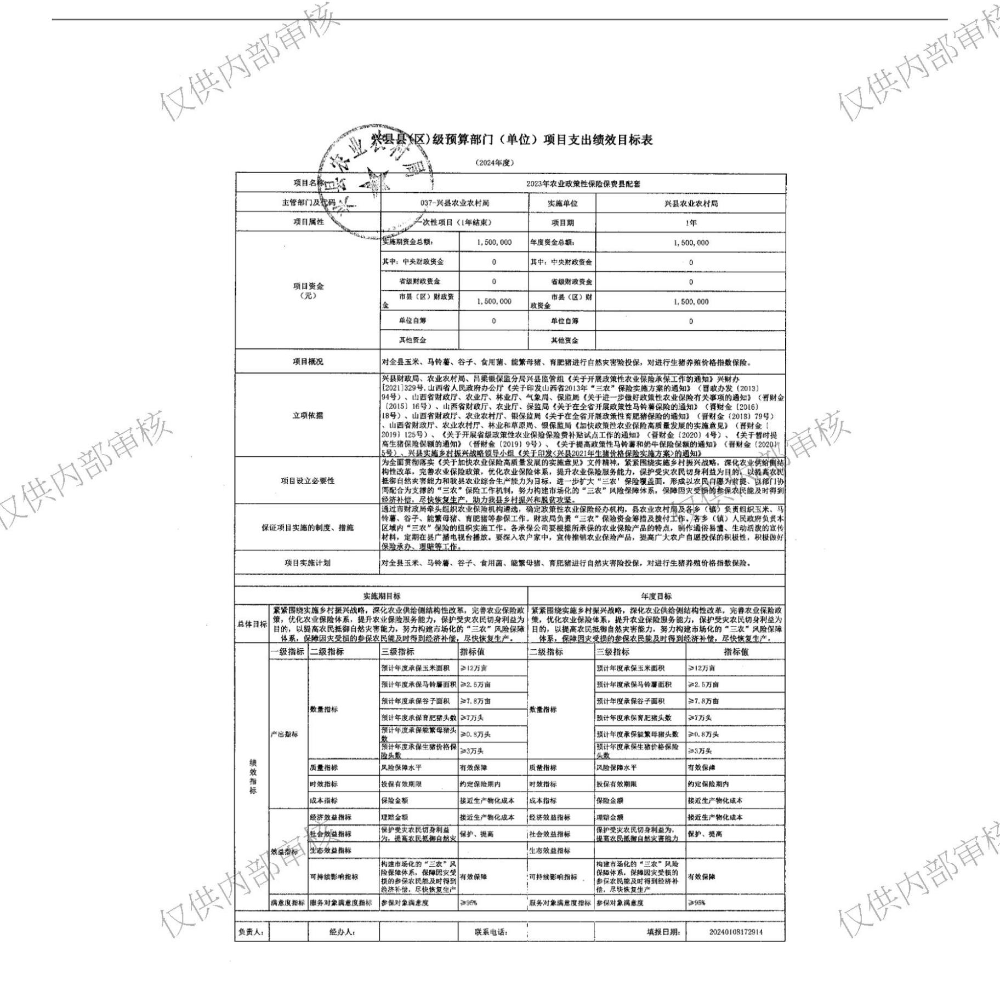 兴县县(区)级预算部门（单位）项目支出绩效目标表
（2024年度）
项目名称 2023年农业政策性保险保费县配套
主管部门及代码 037-兴县农业农村局 实施单位 兴县农业农村局
项目属性 一次性项目（1年结束） 项目期 1年
项目资金
（元）
实施期资金总额： 1,500,000 年度资金总额： 1,500,000
其中：中央财政资金 0 其中：中央财政资金 0
省级财政资金 0 省级财政资金 0
市县（区）财政资金 1,500,000 市县（区）财政资金 1,500,000
单位自筹 0 单位自筹 0
其他资金 其他资金
项目概况 对全县玉米、马铃薯、谷子、食用菌、能繁母猪、育肥猪进行自然灾害险投保，对进行生猪养殖价格指数保险。
立项依据
兴县财政局、农业农村局、吕梁银保监分局兴县监管组《关于开展政策性农业保险承保工作的通知》兴财办
[2021]329号,山西省人民政府办公厅《关于印发山西省2013年“三农”保险实施方案的通知》（晋政办发〔2013〕
94号）、山西省财政厅、农业厅、林业厅、气象局、保监局《关于进一步做好政策性农业保险有关事项的通知》（晋财金
〔2015〕16号）、山西省财政厅、农业厅、保监局《关于在全省开展政策性马铃薯保险的通知》（晋财金〔2016〕
18号）、山西省财政厅、农业农村厅、银保监局《关于在全省开展政策性育肥猪保险的通知》（晋财金〔2018〕79号）
、山西省财政厅、农业农村厅、林业和草原局、银保监局《加快政策性农业保险高质量发展的实施意见》（晋财金〔
2019〕125号）、《关于开展省级政策性农业保险保险费补贴试点工作的通知》（晋财金〔2020〕4号）、《关于暂时提
高生猪保险保额的通知》（晋财金〔2019〕9号）、《关于提高政策性马铃薯和奶牛保险保额的通知》（晋财金〔2020〕
5号）、兴县实施乡村振兴战略领导小组《关于印发<兴县2021年生猪价格保险实施方案>的通知》
项目设立必要性
为全面贯彻落实《关于加快农业保险高质量发展的实施意见》文件精神，紧紧围绕实施乡村振兴战略，深化农业供给侧结
构性改革，完善农业保险政策，优化农业保险体系，提升农业保险服务能力，保护受灾农民切身利益为目的，以提高农民
抵御自然灾害能力和我县农业综合生产能力为目标，进一步扩大“三农’保险覆盖面，形成以农民自愿为前提、以部门协
同配合为支撑的“三农”保险工作机制，努力构建市场化的“三农”风险保障体系，保障因灾受损的参保农民能及时得到
经济补偿，尽快恢复生产，助力我县乡村振兴和脱贫攻坚。
保证项目实施的制度、措施
通过市财政局牵头组织农业保险机构遴选，确定政策性农业保险经办机构，县农业农村局及各乡（镇）负责组织玉米、马
铃薯、谷子、能繁母猪、育肥猪等参保工作。财政局负责“三农”保险资金筹措及拨付工作。各乡（镇）人民政府负责本
区域内“三农”保险的组织实施工作。各承保公司要根据所承保的农业保险产品的特点，制作通俗易懂、生动活泼的宣传
材料，定期在县广播电视台播放。要深入农户家中，宣传推销农业保险产品，提高广大农户自愿投保的积极性，积极做好
保险承办、理赔等工作。
项目实施计划 对全县玉米、马铃薯、谷子、食用菌、能繁母猪、育肥猪进行自然灾害险投保，对进行生猪养殖价格指数保险。
实施期目标 年度目标
总体目标
紧紧围绕实施乡村振兴战略，深化农业供给侧结构性改革，完善农业保险政
策，优化农业保险体系，提升农业保险服务能力，保护受灾农民切身利益为
目的，以提高农民抵御自然灾害能力，努力构建市场化的“三农”风险保障
体系，保障因灾受损的参保农民能及时得到经济补偿，尽快恢复生产。
紧紧围绕实施乡村振兴战略，深化农业供给侧结构性改革，完善农业保险政
策，优化农业保险体系，提升农业保险服务能力，保护受灾农民切身利益为
目的，以提高农民抵御自然灾害能力，努力构建市场化的“三农”风险保障
体系，保障因灾受损的参保农民能及时得到经济补偿，尽快恢复生产。
绩效指标
一级指标 二级指标 三级指标 指标值 二级指标 三级指标 指标值
产出指标
数量指标 数量指标
预计年度承保玉米面积 ≥12万亩 预计年度承保玉米面积 ≥12万亩
预计年度承保马铃薯面积 ≥2.5万亩 预计年度承保马铃薯面积 ≥2.5万亩
预计年度承保谷子面积 ≥7.8万亩 预计年度承保谷子面积 ≥7.8万亩
预计年度承保育肥猪头数 ≥7万头 预计年度承保育肥猪头数 ≥7万头
预计年度承保能繁母猪头数 ≥0.8万头 预计年度承保能繁母猪头数 ≥0.8万头
预计年度承保生猪价格保险头数 ≥3万头 预计年度承保生猪价格保险头数 ≥3万头
质量指标 风险保障水平 有效保障 质量指标 风险保障水平 有效保障
时效指标 投保有效期限 约定保险期内 时效指标 投保有效期限 约定保险期内
成本指标 保险金额 接近生产物化成本 成本指标 保险金额 接近生产物化成本
效益指标
经济效益指标 理赔金额 接近生产物化成本 经济效益指标 理赔金额 接近生产物化成本
社会效益指标 保护受灾农民切身利益为，提高农民抵御自然灾 保护、提高 社会效益指标 保护受灾农民切身利益为，提高农民抵御自然灾害能力 保护、提高
生态效益指标 生态效益指标
可持续影响指标 构建市场化的“三农”风险保障体系，保障因灾受损的参保农民能及时得到经济补偿，尽快恢复生产 有效保障 可持续影响指标 构建市场化的“三农”风险保障体系，保障因灾受损的参保农民能及时得到经济补偿，尽快恢复生产 有效保障
满意度指标 服务对象满意度指标 参保对象满意度 ≥95% 服务对象满意度指标 参保对象满意度 ≥95%
负责人： 经办人： 联系电话： 填报日期： 20240108172914
兴县农业农村局
仅供内部审核
仅供内部审核
仅供内部审核
仅供内部审核
仅供内部审核
仅供内部审核